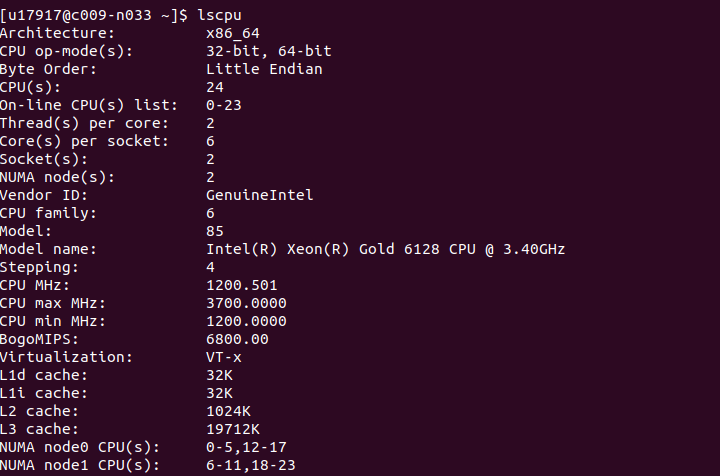 [u17917@c009-n033 ~]$ lscpu
Architecture: x86_64
CPU op-mode(s): 32-bit, 64-bit
Byte Order: Little Endian
CPU(s): 24
On-line CPU(s) list: 0-23
Thread(s) per core: 2
Core(s) per socket: 6
Socket(s): 2
NUMA node(s): 2
Vendor ID: GenuineIntel
CPU family: 6
Model: 85
Model name: Intel(R) Xeon(R) Gold 6128 CPU @ 3.40GHz
Stepping: 4
CPU MHz: 1200.501
CPU max MHz: 3700.0000
CPU min MHz: 1200.0000
BogoMIPS: 6800.00
Virtualization: VT-x
L1d cache: 32K
L1i cache: 32K
L2 cache: 1024K
L3 cache: 19712K
NUMA node0 CPU(s): 0-5,12-17
NUMA node1 CPU(s): 6-11,18-23